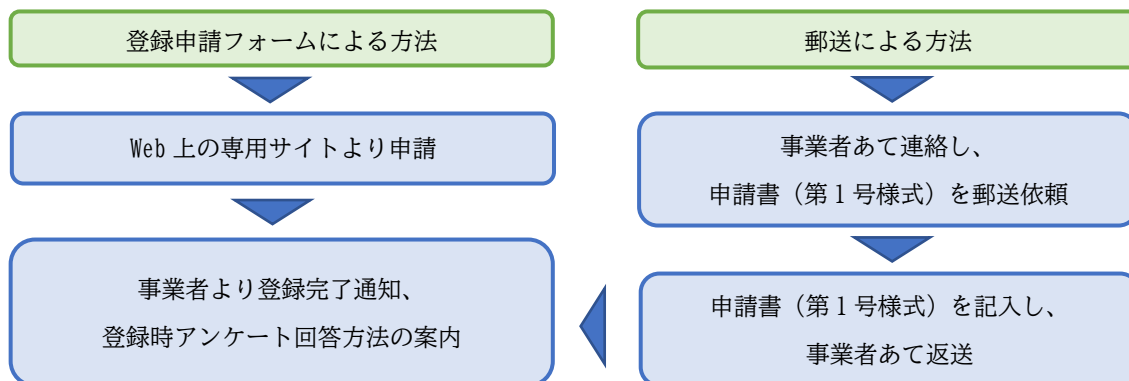 登録申請フォームによる方法
Web 上の専用サイトより申請
事業者より登録完了通知、
登録時アンケート回答方法の案内
郵送による方法
事業者あて連絡し、
申請書（第１号様式）を郵送依頼
申請書（第１号様式）を記入し、
事業者あて返送